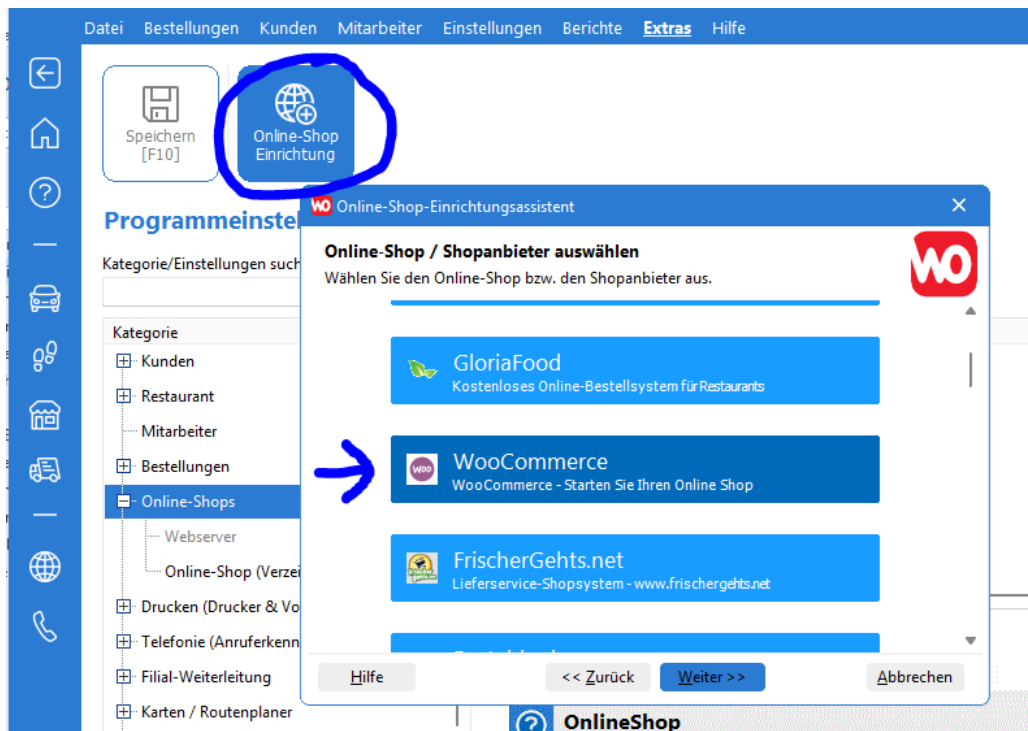 Datei Bestellungen Kunden Mitarbeiter Einstellungen Berichte Extras Hilfe
Speichern
[F10]
Online-Shop
Einrichtung
Programmeinstel
Kategorie/Einstellungen such
Kategorie
Kunden
Restaurant
Mitarbeiter
Bestellungen
Online-Shops
Webserver
Online-Shop (Verzei
Drucken (Drucker & Vo
Telefonie (Anruferkenn
Filial-Weiterleitung
Karten / Routenplaner
WO Online-Shop-Einrichtungsassistent
Online-Shop / Shopanbieter auswählen
Wählen Sie den Online-Shop bzw. den Shopanbieter aus.
WO
GloriaFood
Kostenloses Online-Bestellsystem für Restaurants
Woo
WooCommerce
WooCommerce - Starten Sie Ihren Online Shop
FrischerGehts.net
Lieferservice-Shopsystem - www.frischergehts.net
Hilfe << Zurück Weiter >> Abbrechen
OnlineShop